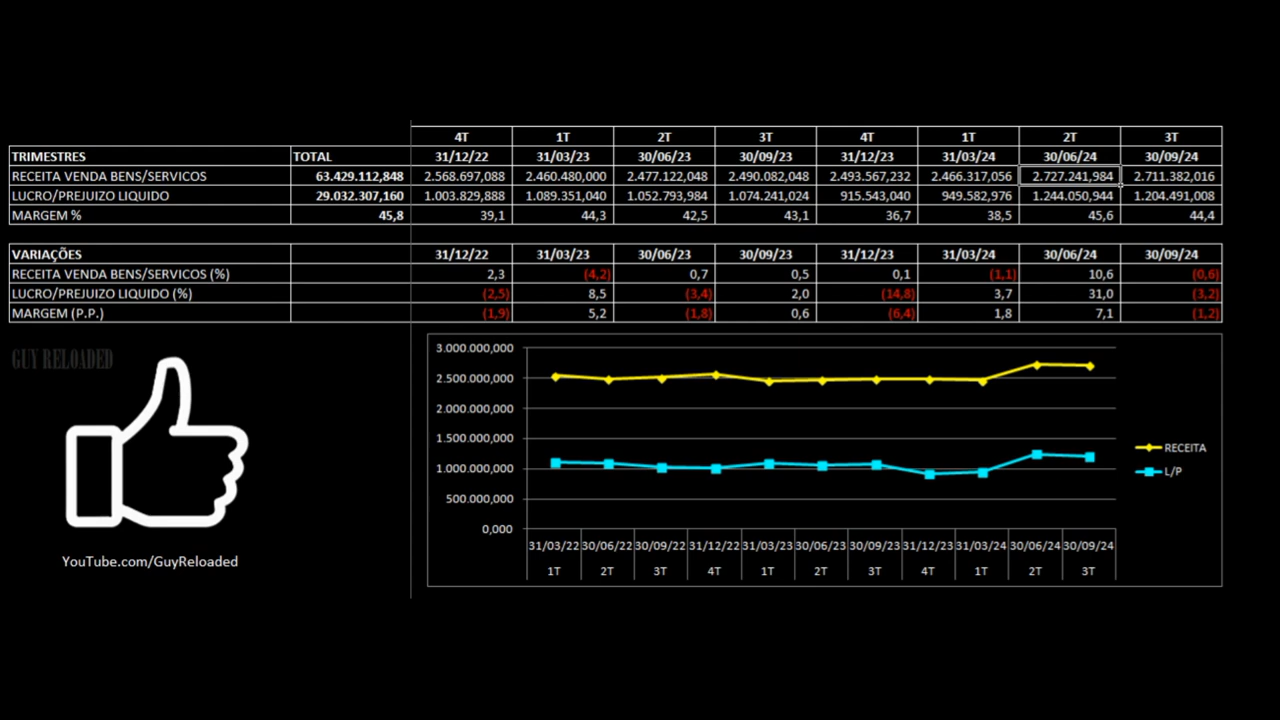 4T 1T 2T 3T 4T 1T 2T 3T
TRIMESTRES TOTAL 31/12/22 31/03/23 30/06/23 30/09/23 31/12/23 31/03/24 30/06/24 30/09/24
RECEITA VENDA BENS/SERVICOS 63.429.112,848 2.568.697,088 2.460.480,000 2.477.122,048 2.490.082,048 2.493.567,232 2.466.317,056 2.727.241,984 2.711.382,016
LUCRO/PREJUIZO LIQUIDO 29.032.307,160 1.003.829,888 1.089.351,040 1.052.793,984 1.074.241,024 915.543,040 949.582,976 1.244.050,944 1.204.491,008
MARGEM % 45,8 39,1 44,3 42,5 43,1 36,7 38,5 45,6 44,4
VARIAÇÕES 31/12/22 31/03/23 30/06/23 30/09/23 31/12/23 31/03/24 30/06/24 30/09/24
RECEITA VENDA BENS/SERVICOS (%) 2,3 (4,2) 0,7 0,5 0,1 (1,1) 10,6 (0,6)
LUCRO/PREJUIZO LIQUIDO (%) (2,5) 8,5 (3,4) 2,0 (14,8) 3,7 31,0 (3,2)
MARGEM (P.P.) (1,9) 5,2 (1,8) 0,6 (6,4) 1,8 7,1 (1,2)
GUY RELOADED
YouTube.com/GuyReloaded
3.000.000,000
2.500.000,000
2.000.000,000
1.500.000,000
1.000.000,000
500.000,000
0,000
31/03/22 30/06/22 30/09/22 31/12/22 31/03/23 30/06/23 30/09/23 31/12/23 31/03/24 30/06/24 30/09/24
1T 2T 3T 4T 1T 2T 3T 4T 1T 2T 3T
RECEITA
L/P